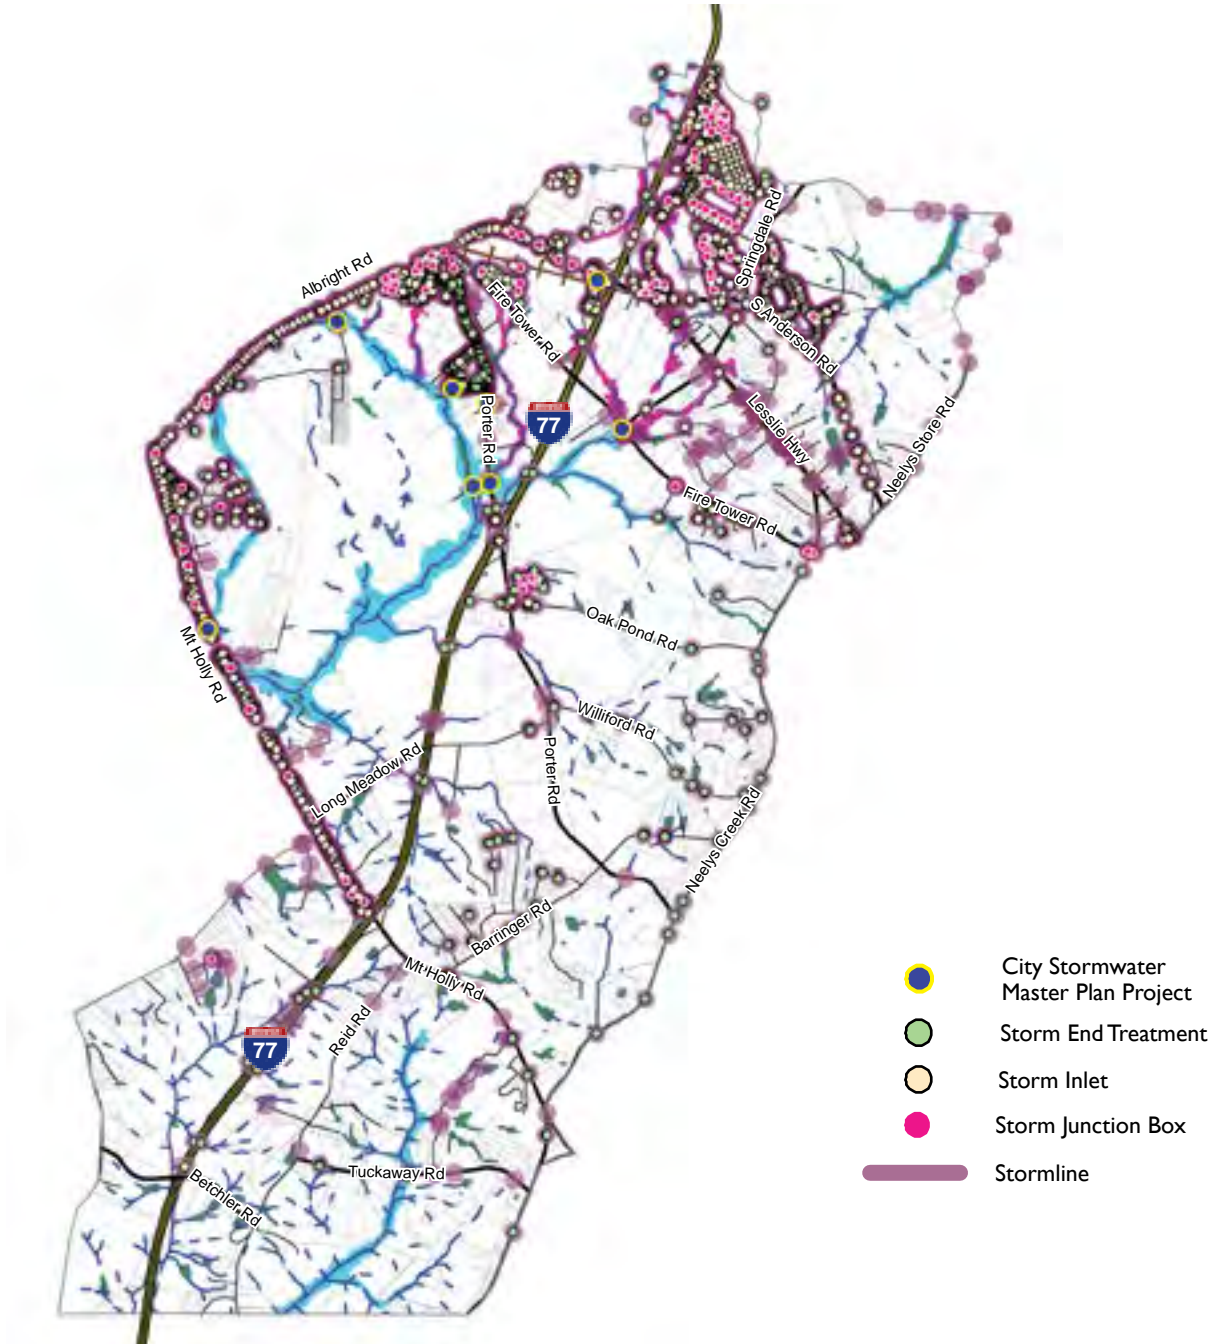 Albright Rd
Springdale Rd
Fire Tower Rd
S Anderson Rd
Porter Rd
77
Lesslie Hwy
Neelys Store Rd
Fire Tower Rd
Oak Pond Rd
Mt Holly Rd
Williford Rd
Long Meadow Rd
Porter Rd
Neelys Creek Rd
Barringer Rd
Mt Holly Rd
Reid Rd
77
Tuckaway Rd
Betchler Rd
City Stormwater
Master Plan Project
Storm End Treatment
Storm Inlet
Storm Junction Box
Stormline